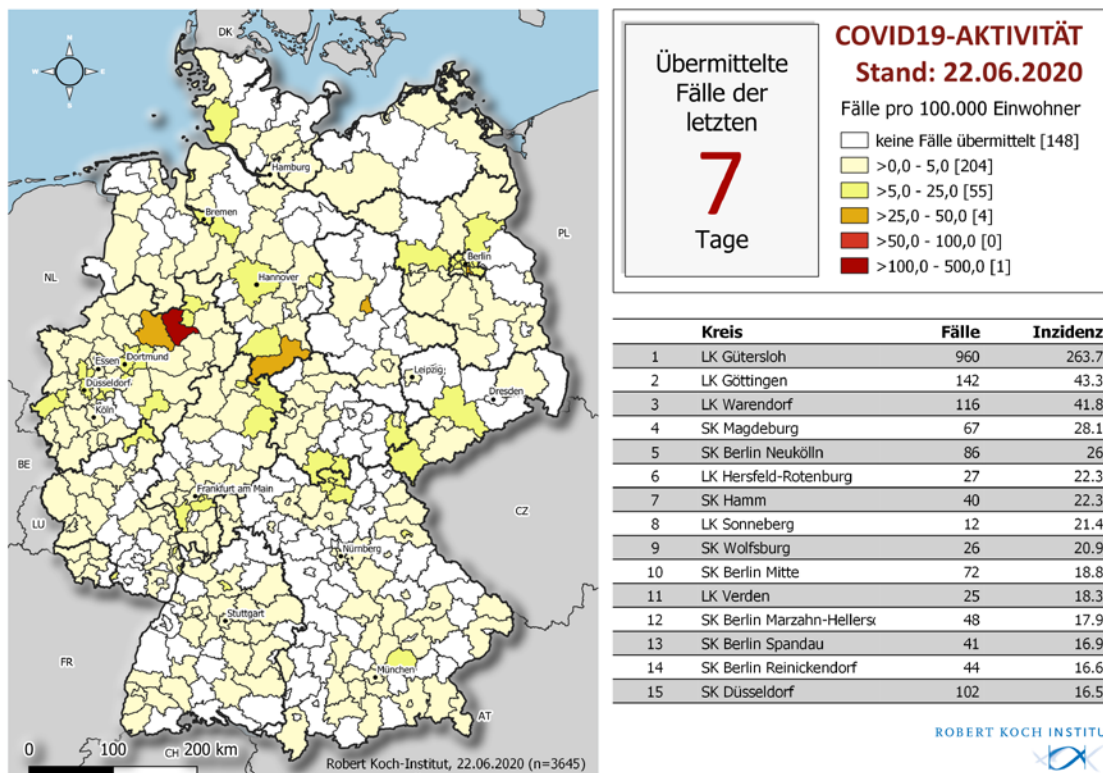 DK
N
W
E
S
Hamburg
Bremen
PL
Berlin
NL
Hannover
Essen
Dortmund
Düsseldorf
Köln
Leipzig
Dresden
BE
Frankfurt am Main
LU
CZ
Nürnberg
Stuttgart
FR
München
AT
CH
0 100 200 km
Robert Koch-Institut, 22.06.2020 (n=3645)
Übermittelte
Fälle der
letzten
7
Tage
COVID19-AKTIVITÄT
Stand: 22.06.2020
Fälle pro 100.000 Einwohner
keine Fälle übermittelt [148]
>0,0 - 5,0 [204]
>5,0 - 25,0 [55]
>25,0 - 50,0 [4]
>50,0 - 100,0 [0]
>100,0 - 500,0 [1]
Kreis Fälle Inzidenz
1 LK Gütersloh 960 263.7
2 LK Göttingen 142 43.3
3 LK Warendorf 116 41.8
4 SK Magdeburg 67 28.1
5 SK Berlin Neukölln 86 26
6 LK Hersfeld-Rotenburg 27 22.3
7 SK Hamm 40 22.3
8 LK Sonneberg 12 21.4
9 SK Wolfsburg 26 20.9
10 SK Berlin Mitte 72 18.8
11 LK Verden 25 18.3
12 SK Berlin Marzahn-Hellers 48 17.9
13 SK Berlin Spandau 41 16.9
14 SK Berlin Reinickendorf 44 16.6
15 SK Düsseldorf 102 16.5
ROBERT KOCH INSTITU